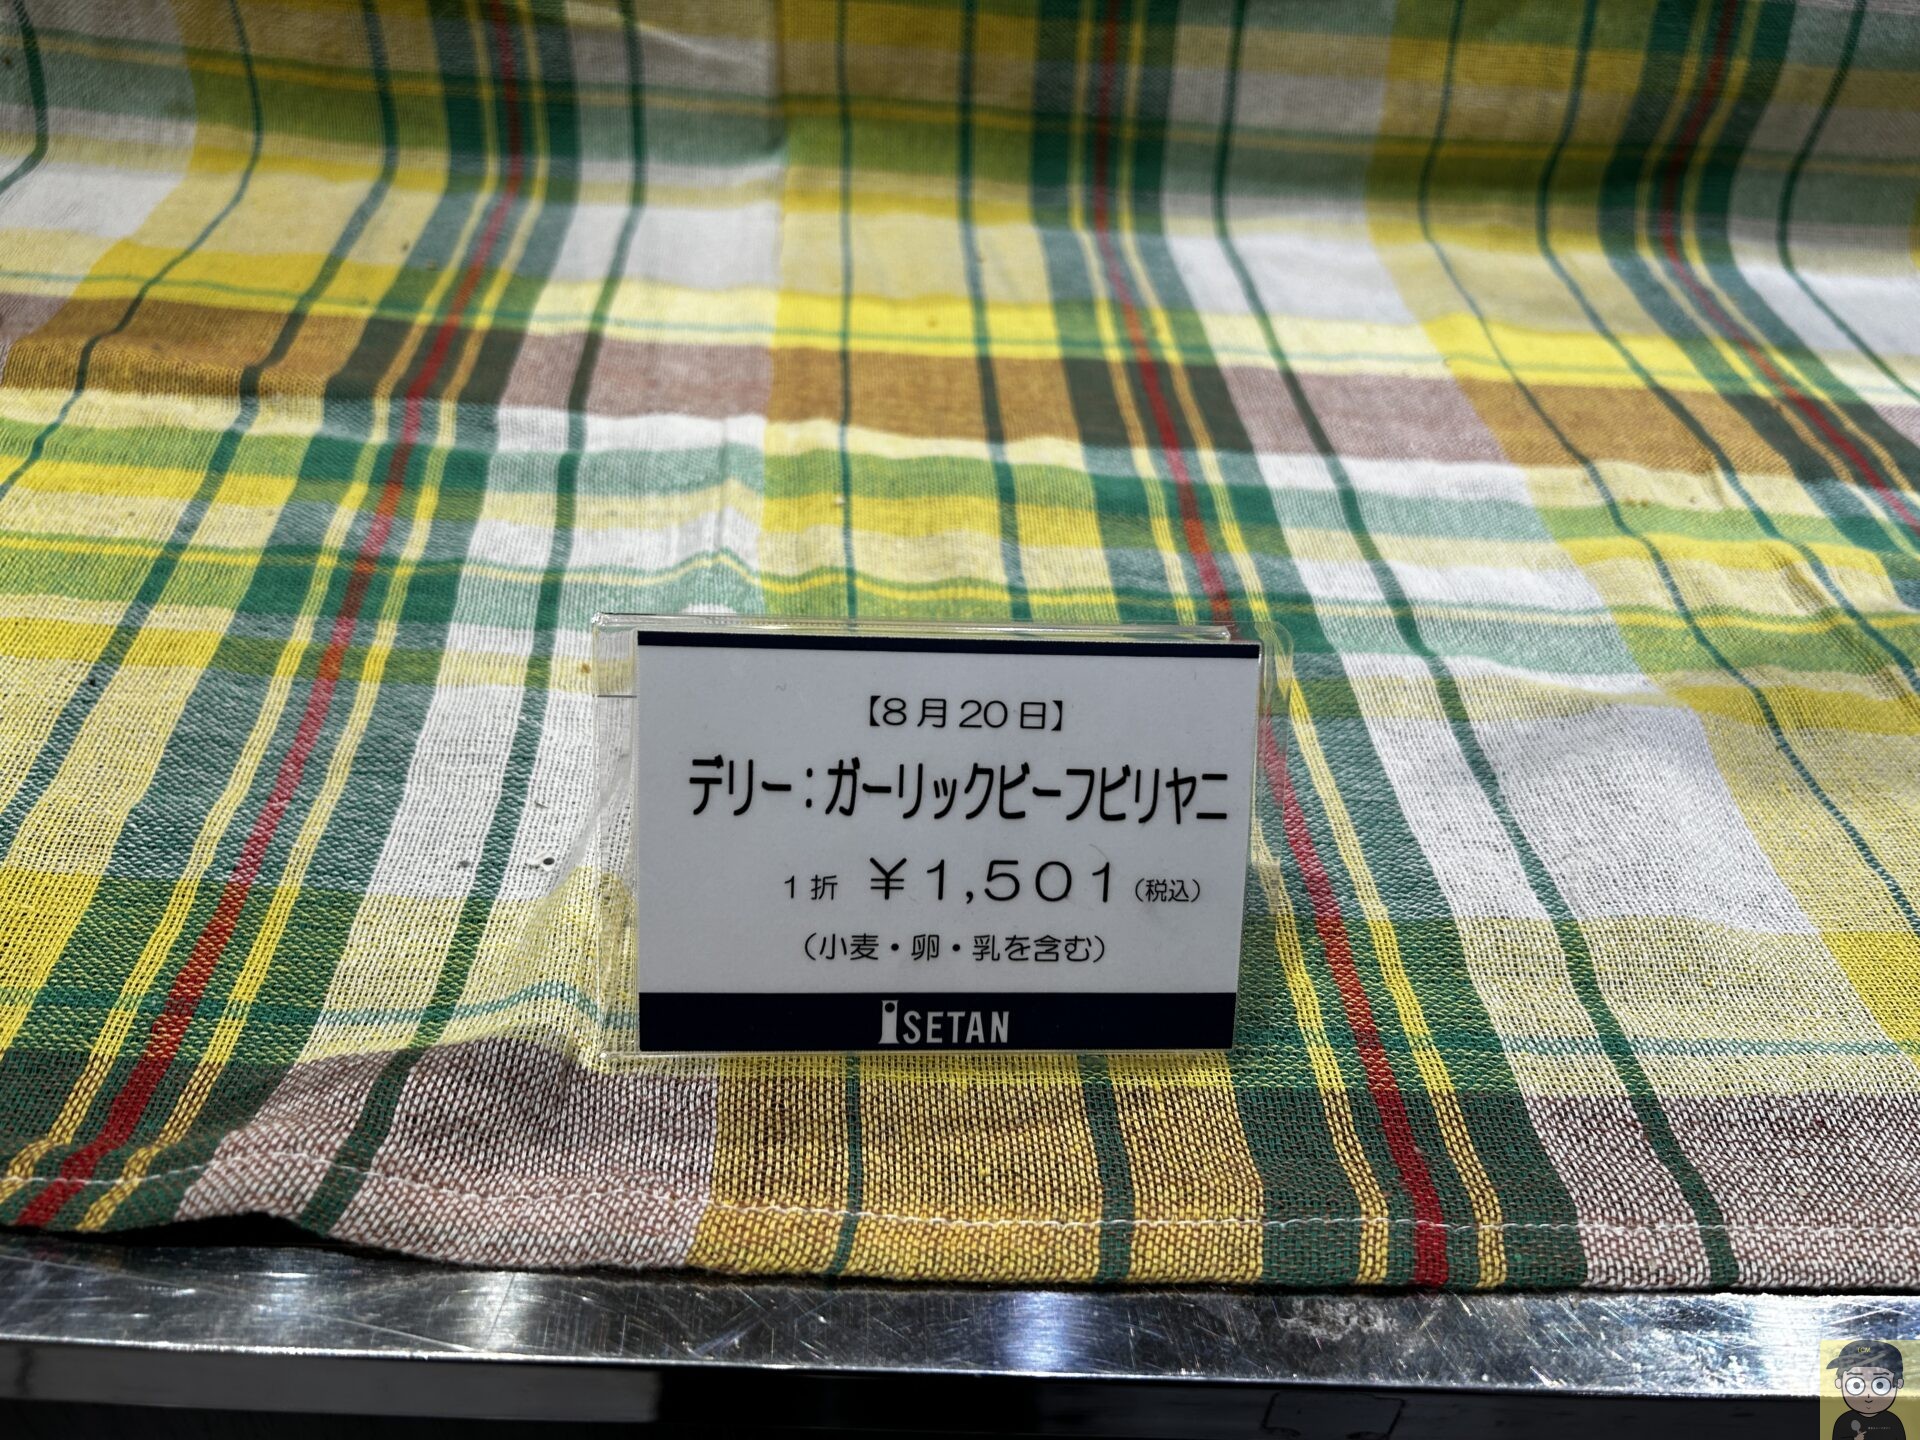 【8月20日】
デリー：ガーリックビーフビリヤニ
1折 ¥1,501(税込)
(小麦・卵・乳を含む)
ISETAN
TOM